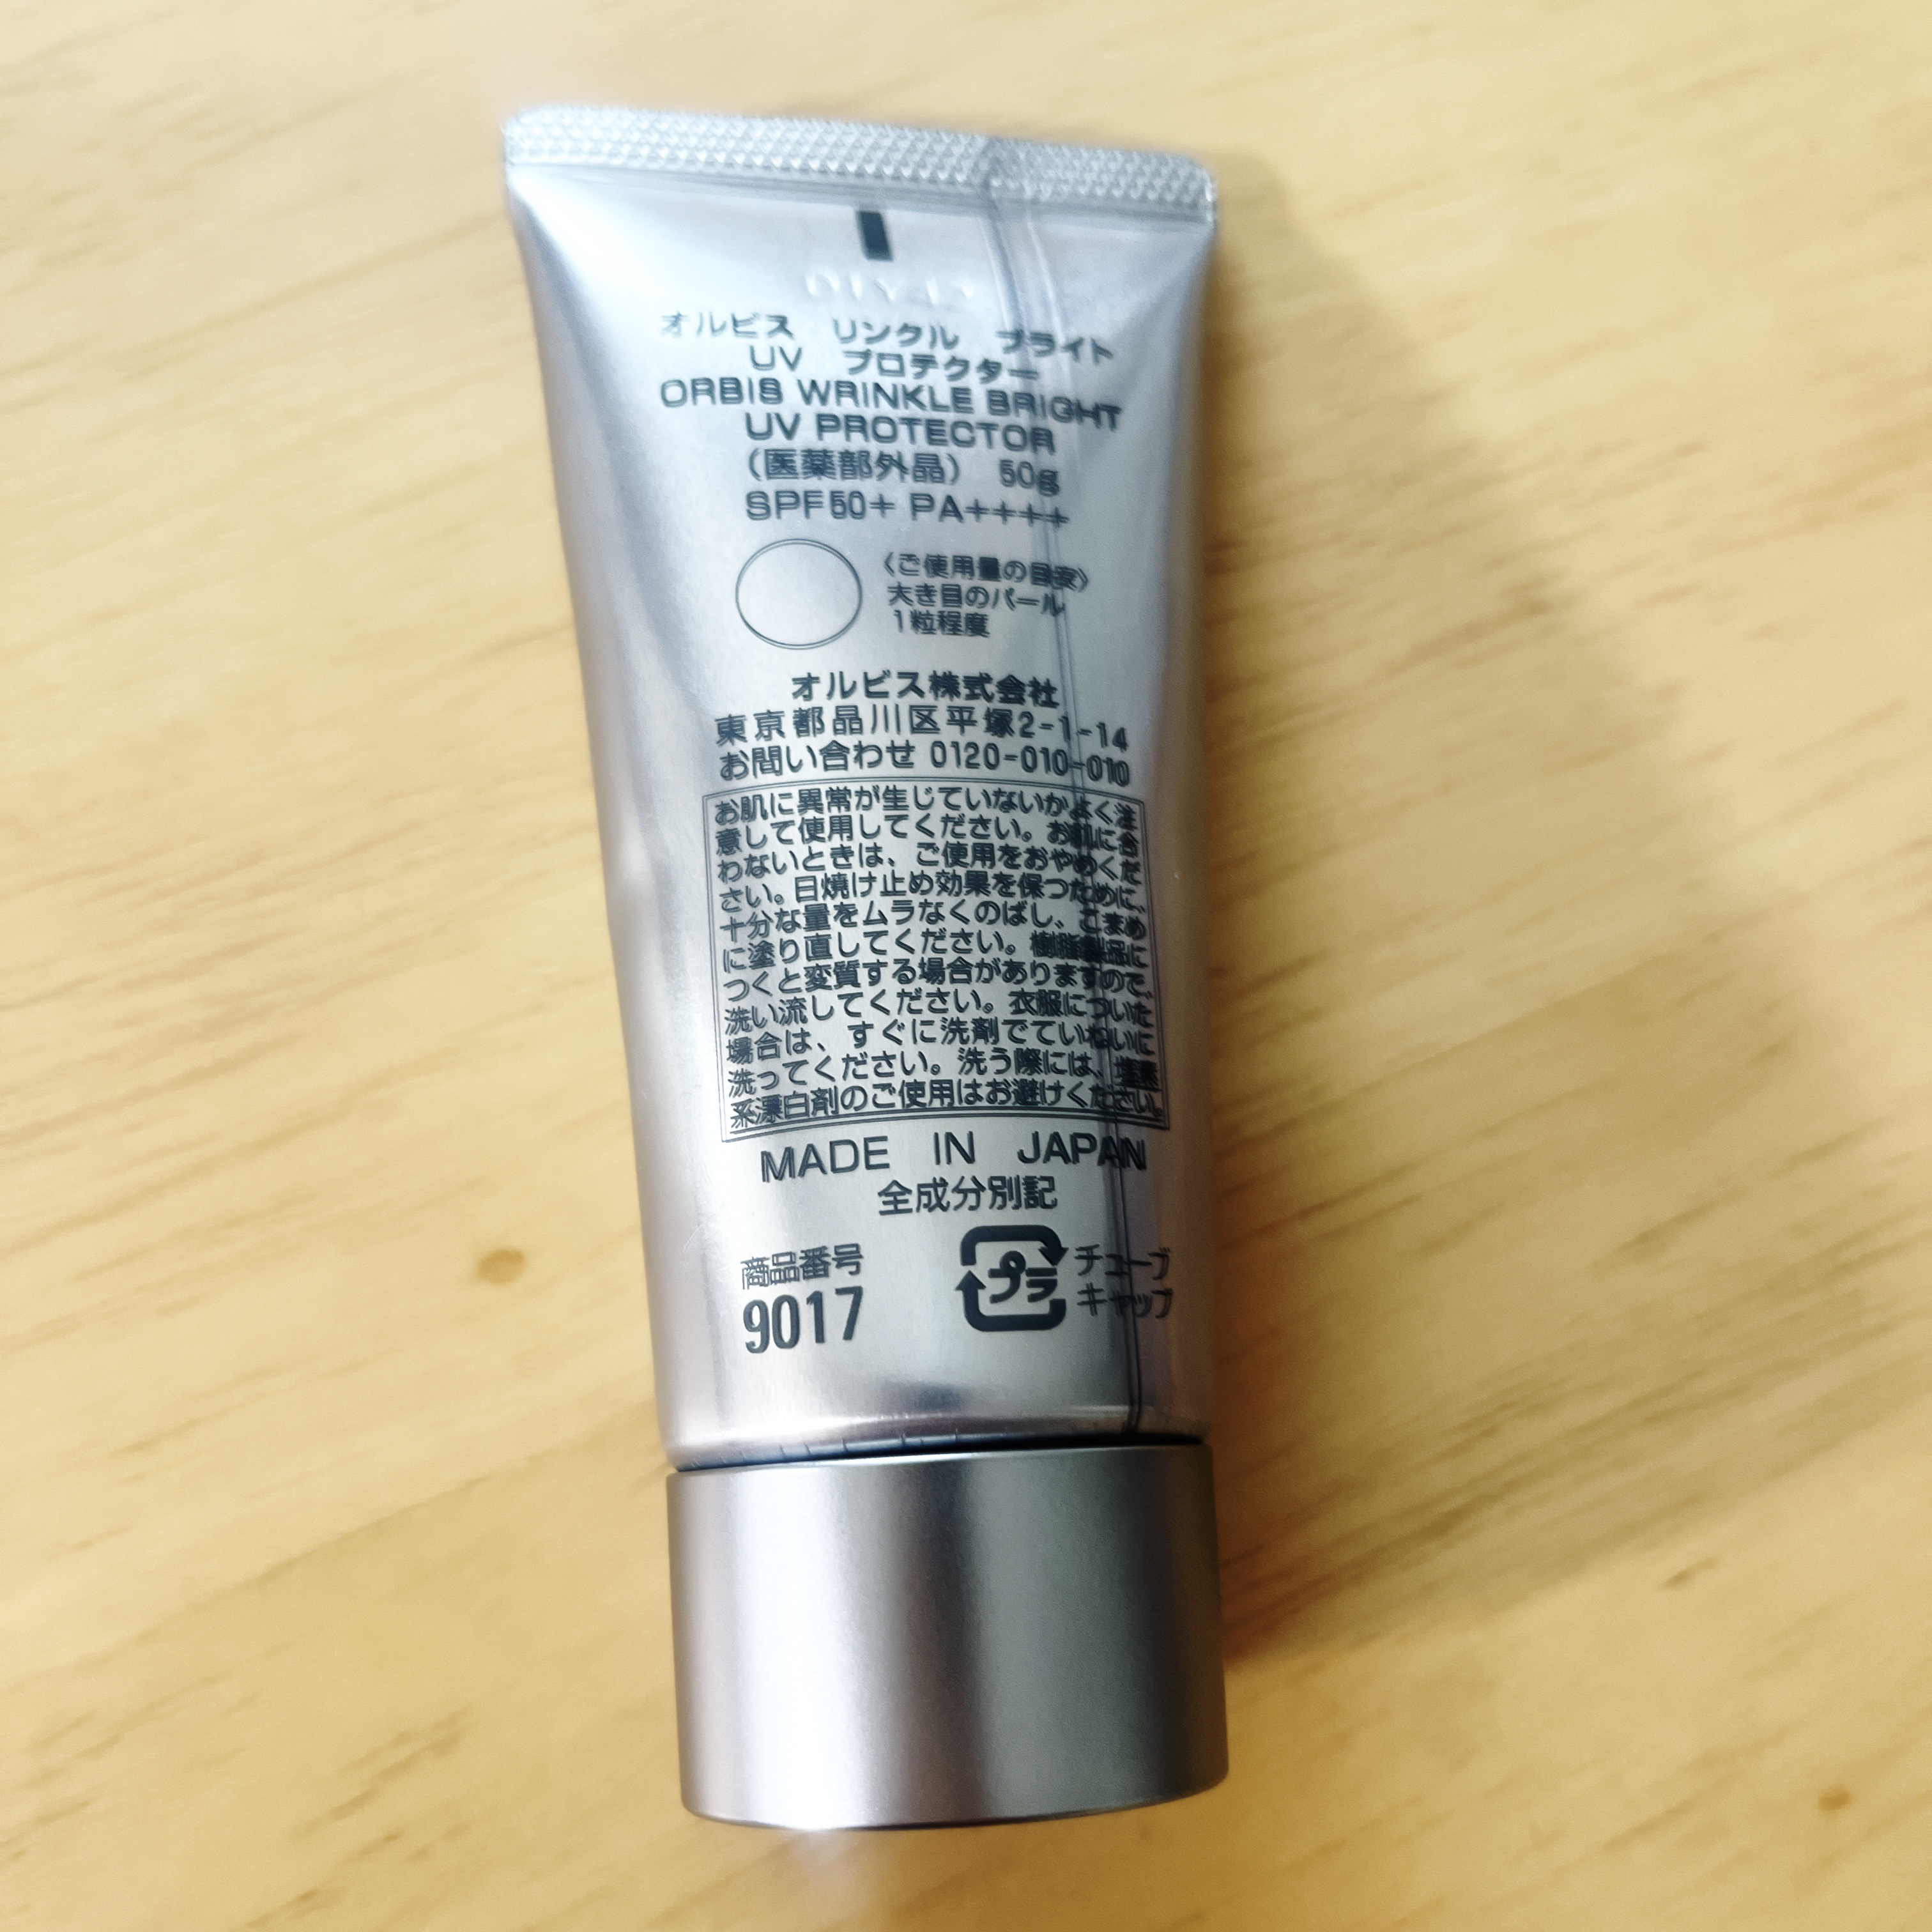 オルビス リンクル ブライト
UV プロテクター
ORBIS WRINKLE BRIGHT
UV PROTECTOR
(医薬部外品) 50g
SPF50+ PA++++
〈ご使用量の目安〉
大き目のパール
1粒程度
オルビス株式会社
東京都品川区平塚2-1-14
お問い合わせ 0120-010-010
お肌に異常が生じていないかよく注
意して使用してください。お肌に合
わないときは、ご使用をおやめくだ
さい。日焼け止め効果を保つために、
十分な量をムラなくのばし、こまめ
に塗り直してください。樹脂製品に
つくと変質する場合がありますので、
洗い流してください。衣服についた
場合は、すぐに洗剤でていねいに
洗ってください。洗う際には、塩素
系漂白剤のご使用はお避けください。
MADE IN JAPAN
全成分別記
商品番号
9017
プラ
チューブ
キャップ